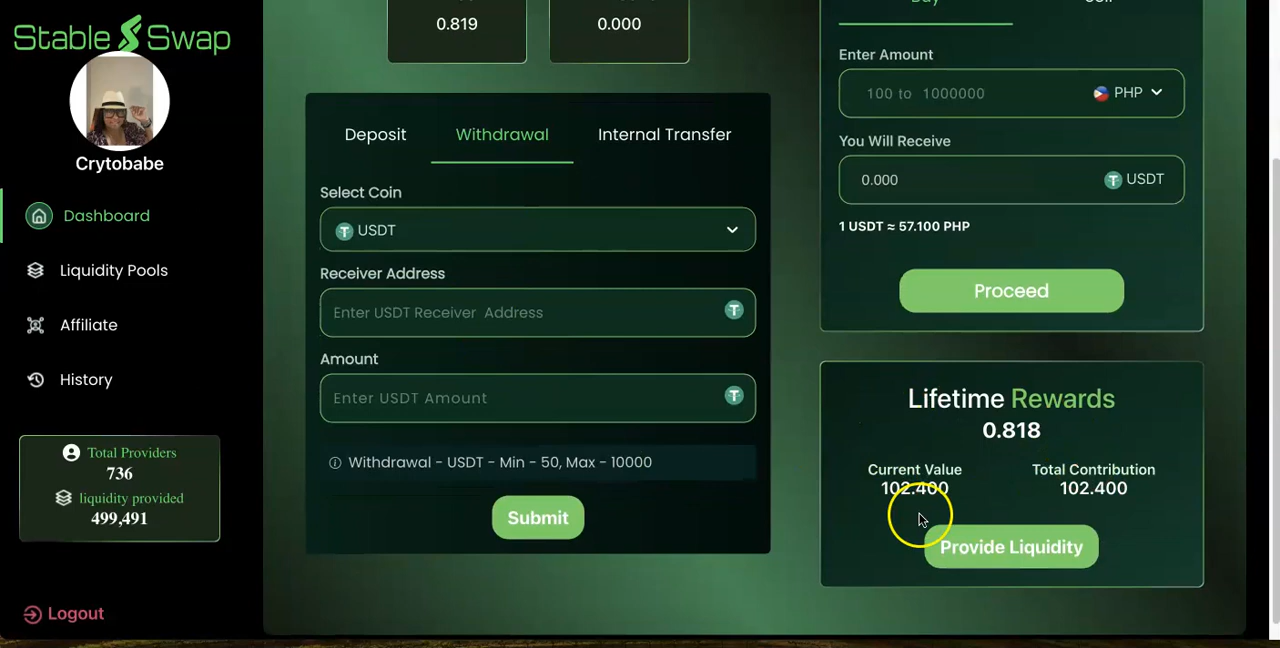 Stable Swap
Crytobabe
Dashboard
Liquidity Pools
Affiliate
History
Total Providers
736
liquidity provided
499,491
Logout
0.819
0.000
Deposit
Withdrawal
Internal Transfer
Select Coin
USDT
Receiver Address
Enter USDT Receiver Address
Amount
Enter USDT Amount
Withdrawal - USDT - Min - 50, Max - 10000
Submit
Enter Amount
100 to 1000000
PHP
You Will Receive
0.000
USDT
1 USDT ≈ 57.100 PHP
Proceed
Lifetime Rewards
0.818
Current Value
Total Contribution
102.400
102.400
Provide Liquidity